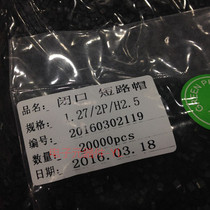 品名： 闭口 短路帽
规格： 1.27/2P/H2.5
编号： 20160302119
数量： 20000pcs
日期： 2016.03.18
GREEN P